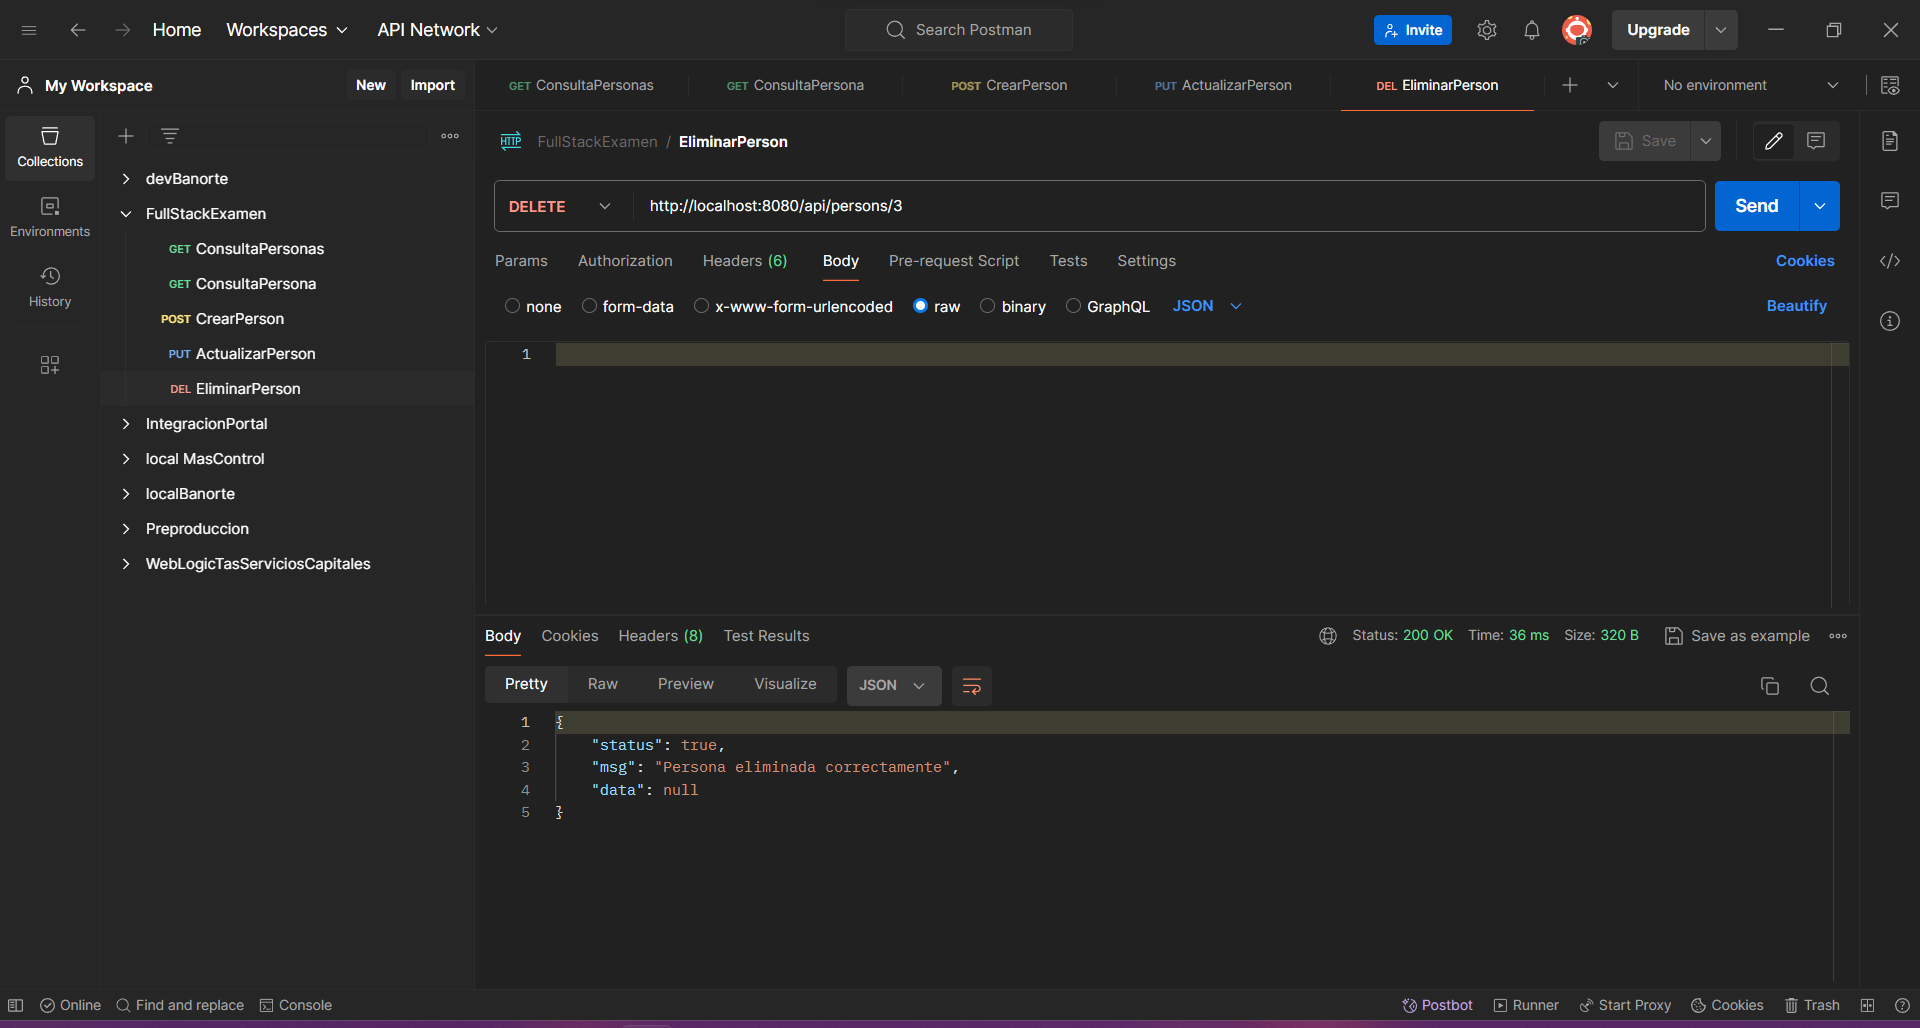 Home Workspaces API Network Search Postman Invite Upgrade
My Workspace New Import GET ConsultaPersonas GET ConsultaPersona POST CrearPerson PUT ActualizarPerson DEL EliminarPerson No environment
Collections
Environments
History
devBanorte
FullStackExamen
GET ConsultaPersonas
GET ConsultaPersona
POST CrearPerson
PUT ActualizarPerson
DEL EliminarPerson
IntegracionPortal
local MasControl
localBanorte
Preproduccion
WebLogicTasServiciosCapitales
HTTP FullStackExamen / EliminarPerson Save
DELETE http://localhost:8080/api/persons/3 Send
Params Authorization Headers (6) Body Pre-request Script Tests Settings Cookies
none form-data x-www-form-urlencoded raw binary GraphQL JSON Beautify
1
Body Cookies Headers (8) Test Results Status: 200 OK Time: 36 ms Size: 320 B Save as example
Pretty Raw Preview Visualize JSON
1 {
2 "status": true,
3 "msg": "Persona eliminada correctamente",
4 "data": null
5 }
Online Find and replace Console Postbot Runner Start Proxy Cookies Trash